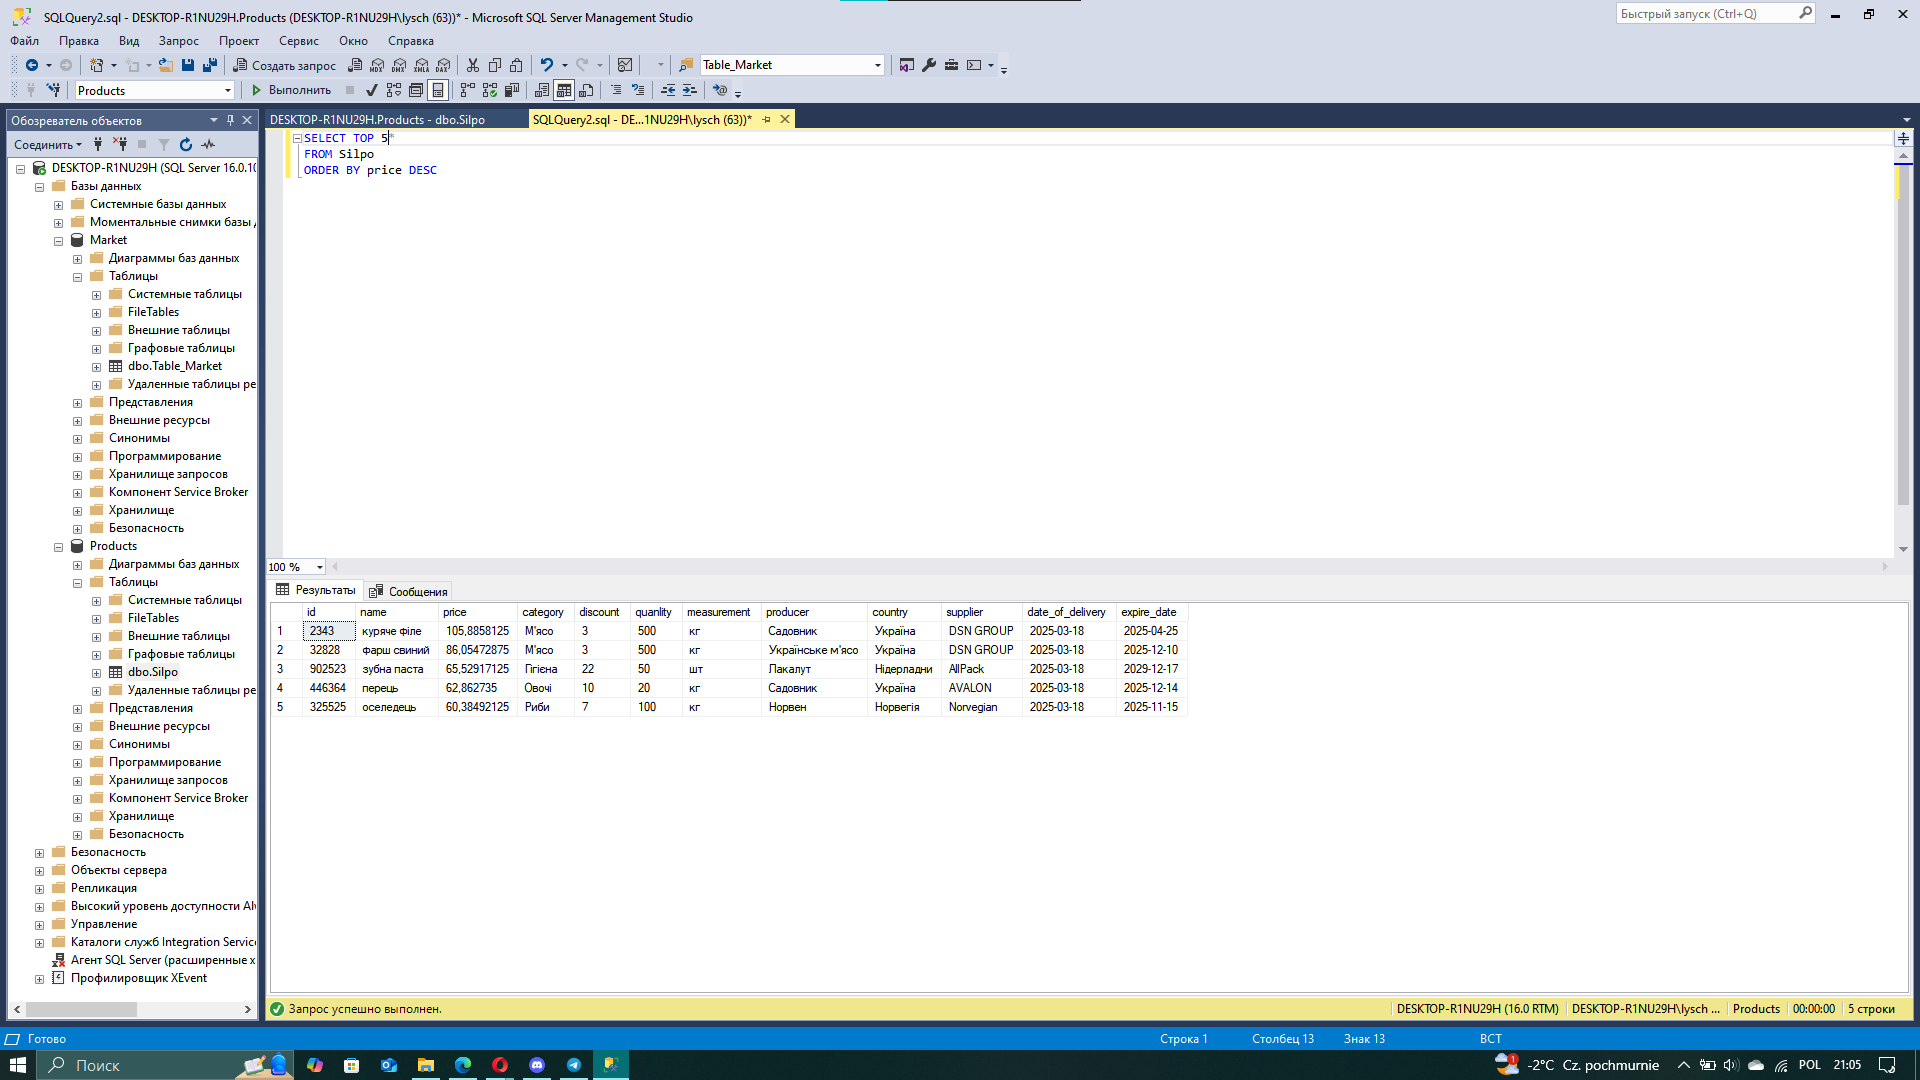 SQLQuery2.sql - DESKTOP-R1NU29H.Products (DESKTOP-R1NU29H\lysch (63))* - Microsoft SQL Server Management Studio
Быстрый запуск (Ctrl+Q)
Файл Правка Вид Запрос Проект Сервис Окно Справка
Создать запрос MDX DMX XMLA DAX Table_Market
Products Выполнить
Обозреватель объектов
DESKTOP-R1NU29H.Products - dbo.Silpo
SQLQuery2.sql - DE...1NU29H\lysch (63))*
Соединить
DESKTOP-R1NU29H (SQL Server 16.0.10
Базы данных
Системные базы данных
Моментальные снимки базы
Market
Диаграммы баз данных
Таблицы
Системные таблицы
FileTables
Внешние таблицы
Графовые таблицы
dbo.Table_Market
Удаленные таблицы ре
Представления
Внешние ресурсы
Синонимы
Программирование
Хранилище запросов
Компонент Service Broker
Хранилище
Безопасность
Products
Диаграммы баз данных
Таблицы
Системные таблицы
FileTables
Внешние таблицы
Графовые таблицы
dbo.Silpo
Удаленные таблицы ре
Представления
Внешние ресурсы
Синонимы
Программирование
Хранилище запросов
Компонент Service Broker
Хранилище
Безопасность
Безопасность
Объекты сервера
Репликация
Высокий уровень доступности Al
Управление
Каталоги служб Integration Servic
Агент SQL Server (расширенные х
Профилировщик XEvent
SELECT TOP 5*
FROM Silpo
ORDER BY price DESC
100 %
Результаты Сообщения
id name price category discount quanlity measurement producer country supplier date_of_delivery expire_date
1 2343 куряче філе 105,8858125 М'ясо 3 500 кг Садовник Україна DSN GROUP 2025-03-18 2025-04-25
2 32828 фарш свиний 86,05472875 М'ясо 3 500 кг Українське м'ясо Україна DSN GROUP 2025-03-18 2025-12-10
3 902523 зубна паста 65,52917125 Гігієна 22 50 шт Лакалут Нідерладни AllPack 2025-03-18 2029-12-17
4 446364 перець 62,862735 Овочі 10 20 кг Садовник Україна AVALON 2025-03-18 2025-12-14
5 325525 оселедець 60,38492125 Риби 7 100 кг Норвен Норвегія Norvegian 2025-03-18 2025-11-15
Запрос успешно выполнен.
DESKTOP-R1NU29H (16.0 RTM) DESKTOP-R1NU29H\lysch ... Products 00:00:00 5 строки
Готово Строка 1 Столбец 13 Знак 13 ВСТ
Поиск
1 -2°C Cz. pochmurnie POL 21:05